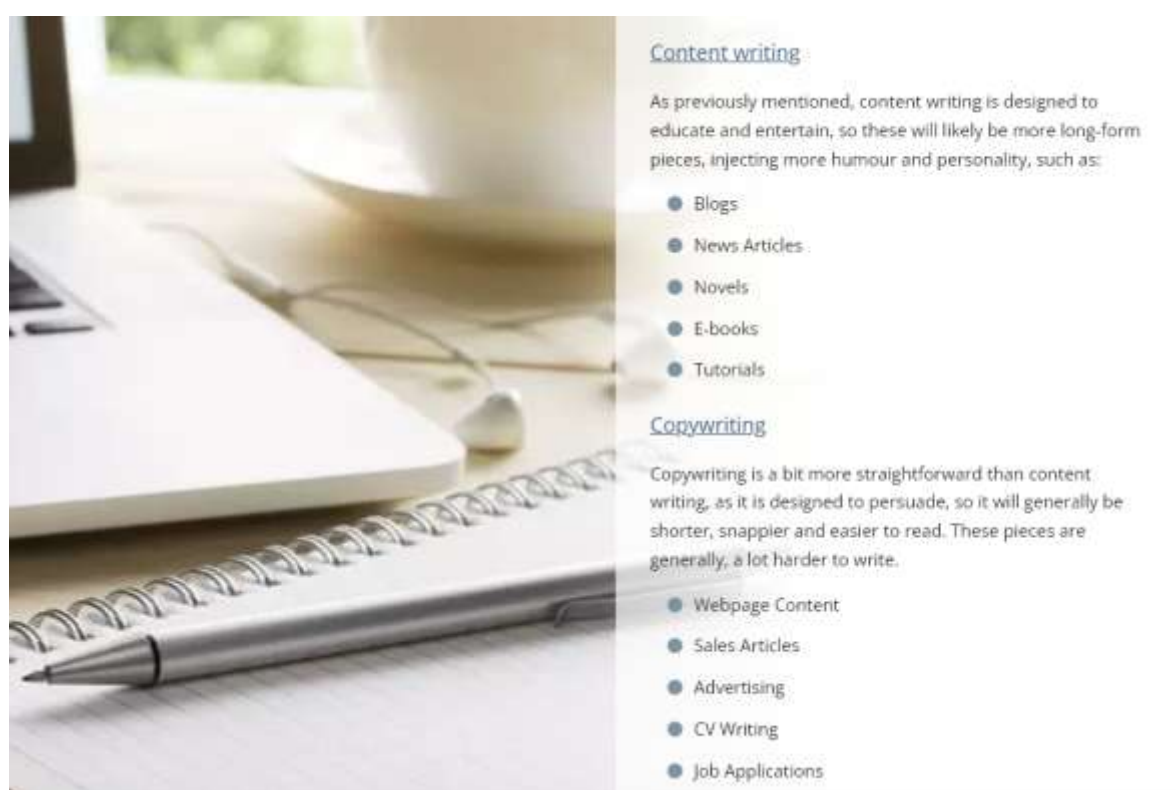 Content writing
As previously mentioned, content writing is designed to
educate and entertain, so these will likely be more long-form
pieces, injecting more humour and personality, such as:
Blogs
News Articles
Novels
E-books
Tutorials
Copywriting
Copywriting is a bit more straightforward than content
writing, as it is designed to persuade, so it will generally be
shorter, snappier and easier to read. These pieces are
generally, a lot harder to write.
Webpage Content
Sales Articles
Advertising
CV Writing
Job Applications